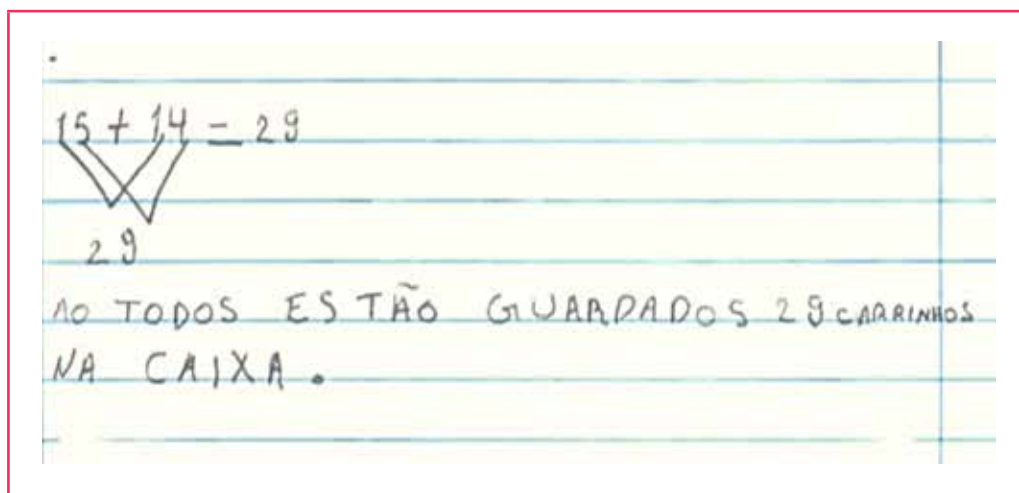 15 + 14 = 29
29
AO TODOS ESTÃO GUARDADOS 29 CARRINHOS
NA CAIXA.